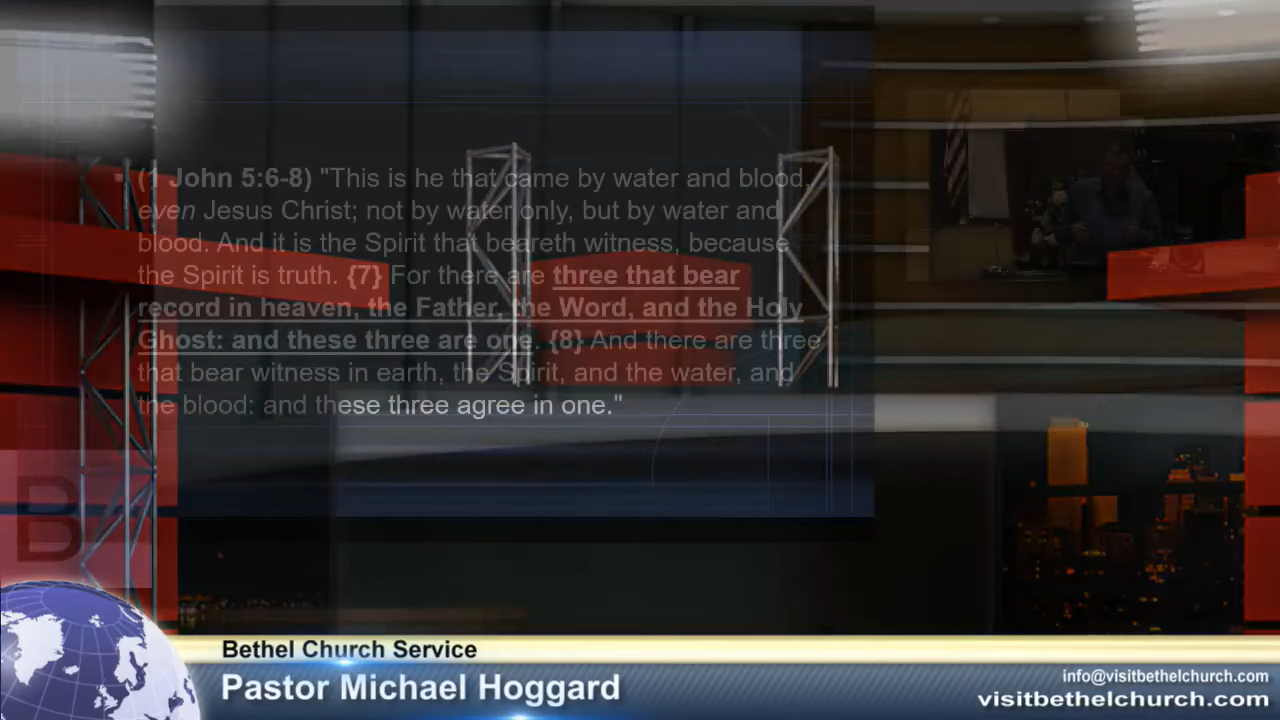 (1 John 5:6-8) "This is he that came by water and blood,
even Jesus Christ; not by water only, but by water and
blood. And it is the Spirit that beareth witness, because
the Spirit is truth. {7} For there are three that bear
record in heaven, the Father, the Word, and the Holy
Ghost: and these three are one. {8} And there are three
that bear witness in earth, the Spirit, and the water, and
the blood: and these three agree in one."
B
Bethel Church Service
Pastor Michael Hoggard
info@visitbethelchurch.com
visitbethelchurch.com